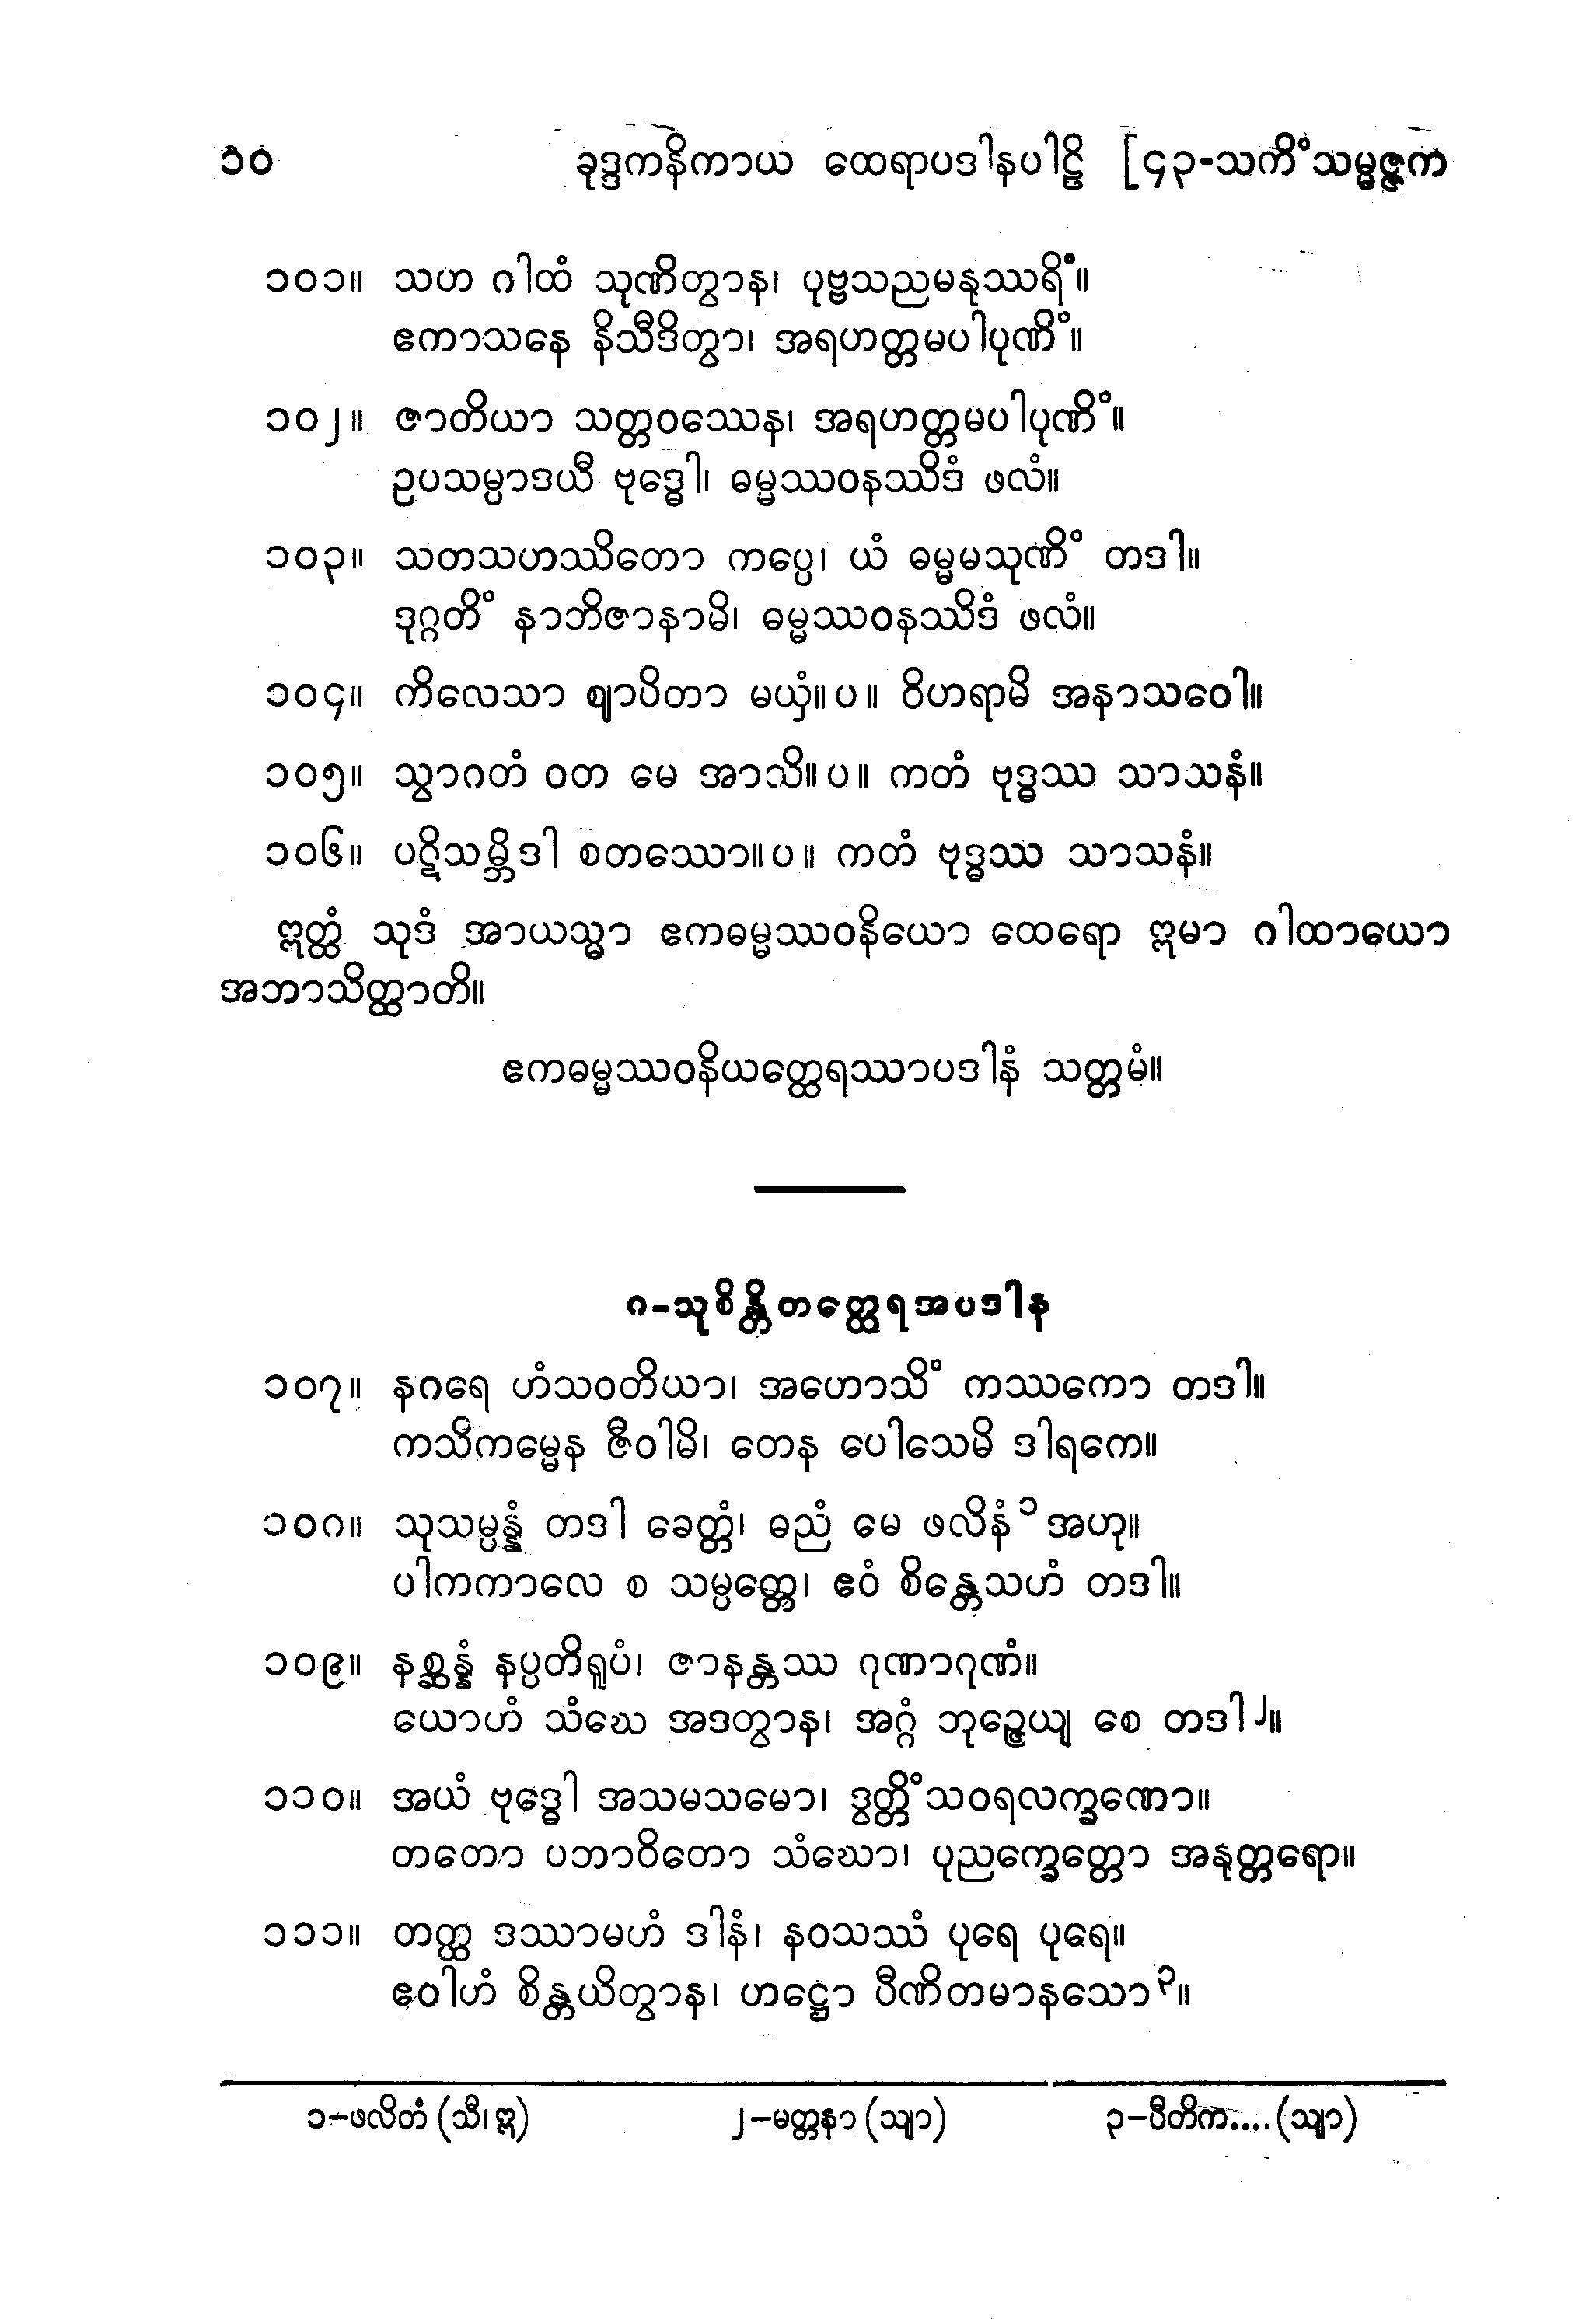 ၁၀ ခုဒ္ဒကနိကာယ ထေရာပဒါနပါဠိ [၄၃-သကိံသမ္မဇ္ဇက
၁၀၁။ သဟ ဂါထံ သုဏိတွာန၊ ပုဗ္ဗသညမနုဿရိံ။
ဧကာသနေ နိသီဒိတွာ၊ အရဟတ္တမပါပုဏိံ။
၁၀၂။ ဇာတိယာ သတ္တဝဿေန၊ အရဟတ္တမပါပုဏိံ။
ဥပသမ္ပာဒယီ ဗုဒ္ဓေါ၊ ဓမ္မဿဝနဿိဒံ ဖလံ။
၁၀၃။ သတသဟဿိတော ကပ္ပေ၊ ယံ ဓမ္မမသုဏိံ တဒါ။
ဒုဂ္ဂတိံ နာဘိဇာနာမိ၊ ဓမ္မဿဝနဿိဒံ ဖလံ။
၁၀၄။ ကိလေသာ ဈာပိတာ မယှံ။ပ။ ဝိဟရာမိ အနာသဝေါ။
၁၀၅။ သွာဂတံ ဝတ မေ အာသိ။ပ။ ကတံ ဗုဒ္ဓဿ သာသနံ။
၁၀၆။ ပဋိသမ္ဘိဒါ စတဿော။ပ။ ကတံ ဗုဒ္ဓဿ သာသနံ။
ဣတ္ထံ သုဒံ အာယသ္မာ ဧကဓမ္မဿဝနိယော ထေရော ဣမာ ဂါထာယော
အဘာသိတ္ထာတိ။
ဧကဓမ္မဿဝနိယတ္ထေရဿာပဒါနံ သတ္တမံ။
၈-သုစိန္တိတတ္ထေရအပဒါန
၁၀၇။ နဂရေ ဟံသဝတိယာ၊ အဟောသိံ ကဿကော တဒါ။
ကသိကမ္မေန ဇီဝါမိ၊ တေန ပေါသေမိ ဒါရကေ။
၁၀၈။ သုသမ္ပန္နံ တဒါ ခေတ္တံ၊ ဓညံ မေ ဖလိနံ ၁ အဟု။
ပါကကာလေ စ သမ္ပတ္တေ၊ ဧဝံ စိန္တေသဟံ တဒါ။
၁၀၉။ နစ္ဆန္နံ နပ္ပတိရူပံ၊ ဇာနန္တဿ ဂုဏာဂုဏံ။
ယောဟံ သံဃေ အဒတွာန၊ အဂ္ဂံ ဘုဉ္ဇေယျ စေ တဒါ ၂။
၁၁၀။ အယံ ဗုဒ္ဓေါ အသမသမော၊ ဒွတ္တိံသဝရလက္ခဏော။
တတော ပဘာဝိတော သံဃော၊ ပုညက္ခေတ္တော အနုတ္တရော။
၁၁၁။ တတ္ထ ဒဿာမဟံ ဒါနံ၊ နဝသဿံ ပုရေ ပုရေ။
ဧဝါဟံ စိန္တယိတွာန၊ ဟဋ္ဌော ပီဏိတမာနသော ၃။
၁-ဖလိတံ (သီ၊ ဣ) ၂-မတ္တနာ (သျာ) ၃-ပီတိက.... (သျာ)